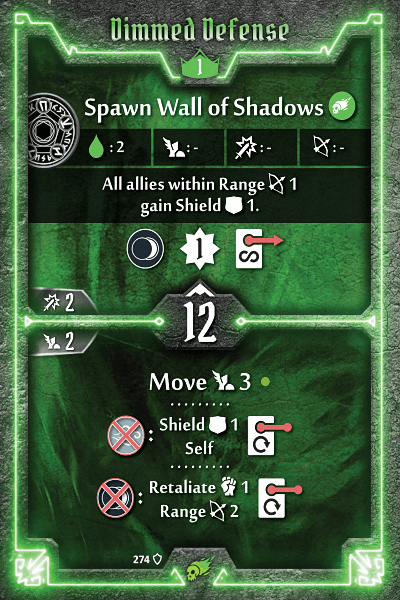 Dimmed Defense
1
Spawn Wall of Shadows
: 2 : - : - : -
All allies within Range 1
gain Shield 1.
1
2
12
2
Move 3
: Shield 1
Self
: Retaliate 1
Range 2
274